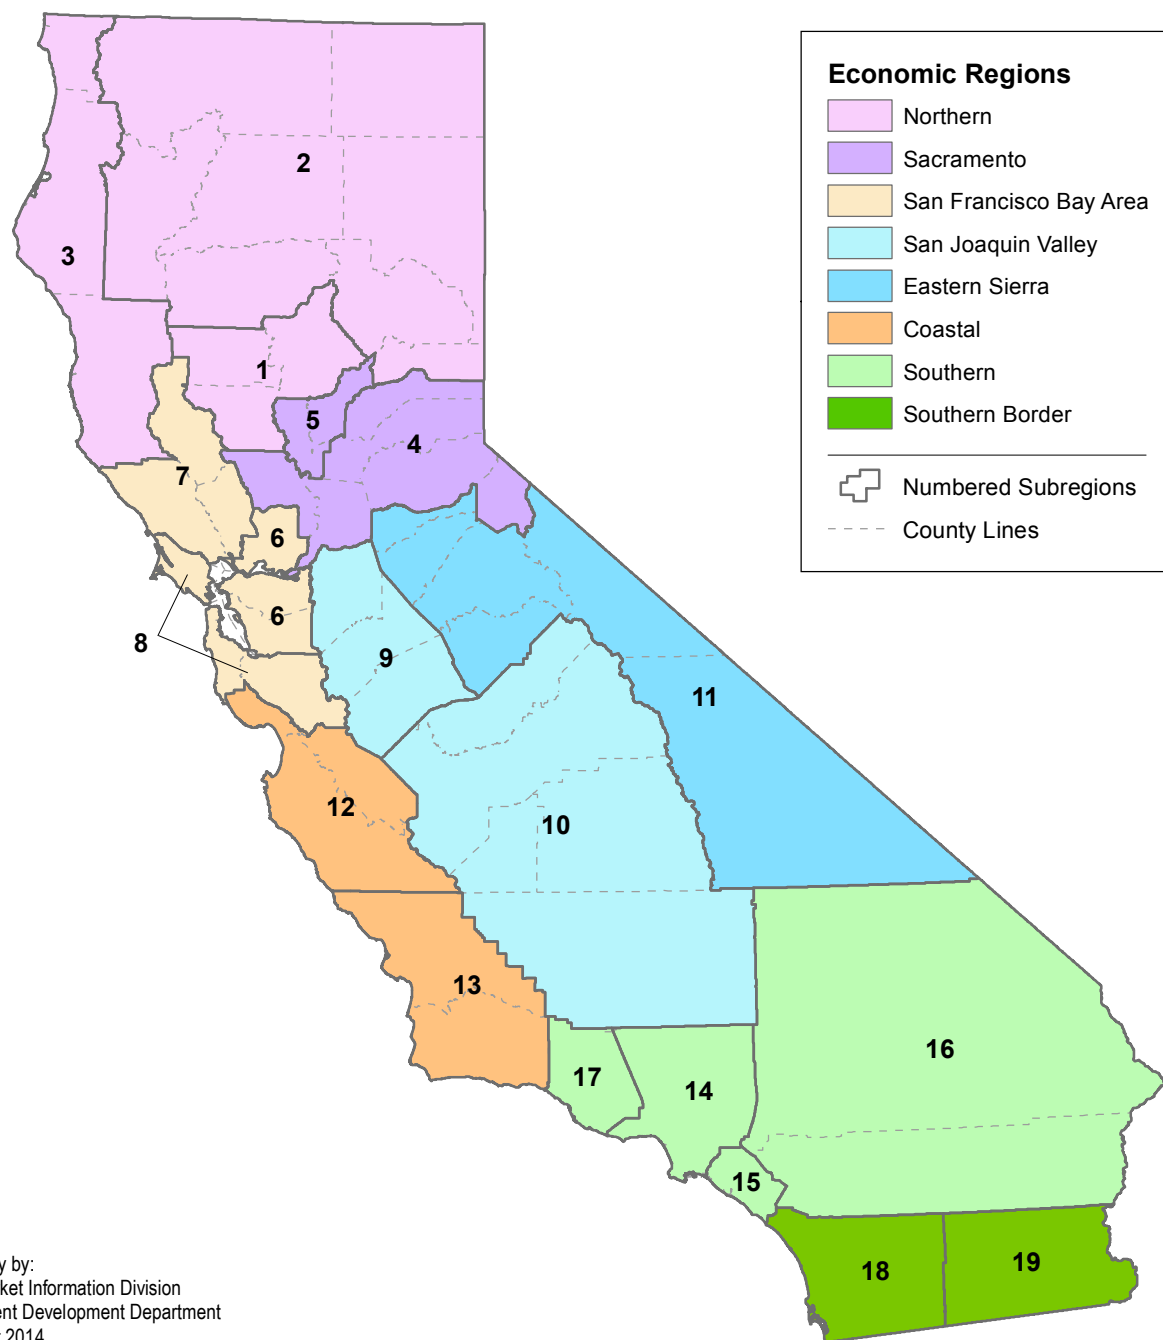 Economic Regions
Northern
Sacramento
San Francisco Bay Area
San Joaquin Valley
Eastern Sierra
Coastal
Southern
Southern Border
Numbered Subregions
County Lines
2
3
1
5
4
7
6
6
8
9
11
12
10
13
16
17
14
15
18
19
y by:
ket Information Division
ent Development Department
2014